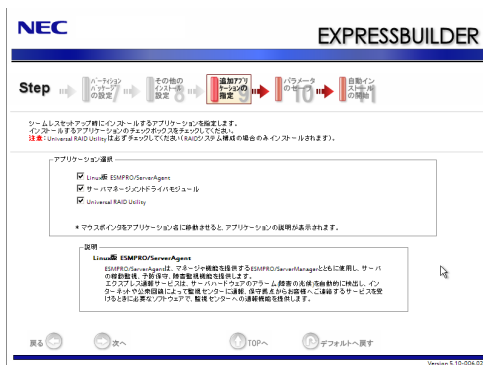 NEC
EXPRESSBUILDER
Step
パーティション/パッケージの設定 7
その他のインストール設定 8
追加アプリケーションの指定 9
パラメータのセーブ 10
自動インストールの開始 11
シームレスセットアップ時にインストールするアプリケーションを指定します。
インストールするアプリケーションのチェックボックスをチェックしてください。
注意：Universal RAID Utilityは必ずチェックしてください（RAIDシステム構成の場合のみインストールされます）。
アプリケーション選択
Linux版 ESMPRO/ServerAgent
サーバマネージメントドライバモジュール
Universal RAID Utility
* マウスポインタをアプリケーション名に移動させると、アプリケーションの説明が表示されます。
説明
Linux版 ESMPRO/ServerAgent
ESMPRO/ServerAgentは、マネージャ機能を提供するESMPRO/ServerManagerとともに使用し、サーバ
の稼動監視、予防保守、障害監視機能を提供します。
エクスプレス通報サービスは、サーバハードウェアのアラーム(障害の兆候)を自動的に検出し、イン
ターネットや公衆回線によって監視センターに通報、保守拠点からお客様へご連絡するサービスを受
けるときに必要なソフトウェアで、監視センターへの通報機能を提供します。
戻る
次へ
TOPへ
デフォルトへ戻す
Version 5.10-006.02